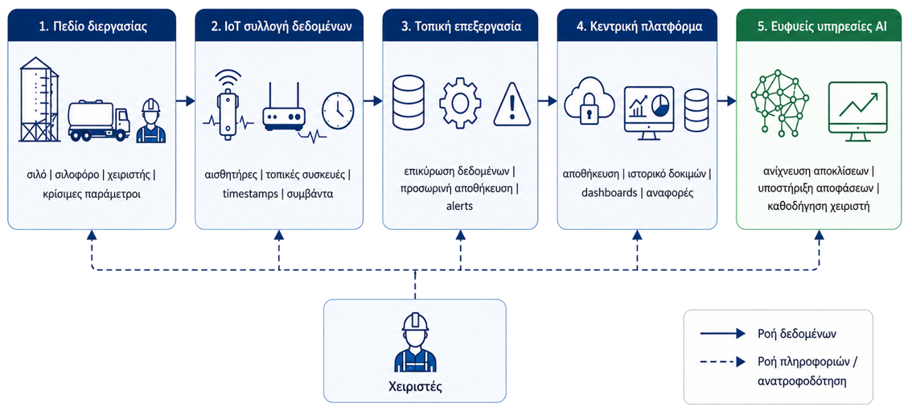 1. Πεδίο διεργασίας
σιλό | σιλοφόρο | χειριστής |
κρίσιμες παράμετροι
2. IoT συλλογή δεδομένων
αισθητήρες | τοπικές συσκευές |
timestamps | συμβάντα
3. Τοπική επεξεργασία
επικύρωση δεδομένων |
προσωρινή αποθήκευση |
alerts
4. Κεντρική πλατφόρμα
αποθήκευση | ιστορικό δοκιμών |
dashboards | αναφορές
5. Ευφυείς υπηρεσίες AI
ανίχνευση αποκλίσεων |
υποστήριξη αποφάσεων |
καθοδήγηση χειριστή
Χειριστές
Ροή δεδομένων
Ροή πληροφοριών /
ανατροφοδότηση